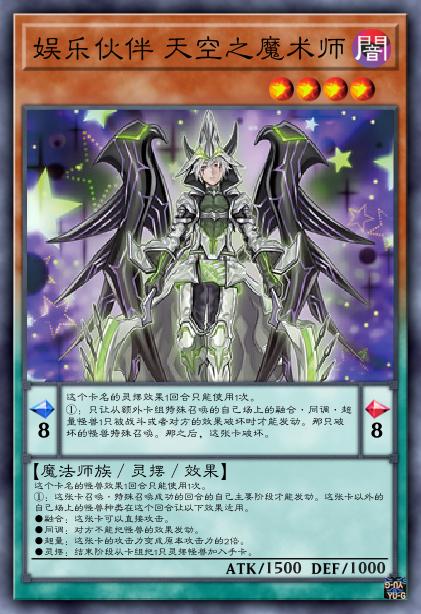 娱乐伙伴 天空之魔术师 闇
这个卡名的灵摆效果1回合只能使用1次。
①：只让从额外卡组特殊召唤的自己场上的融合·同调·超
量怪兽1只被战斗或者对方的效果破坏时才能发动。那只破
坏的怪兽特殊召唤。那之后，这张卡破坏。
8
8
【魔法师族／灵摆／效果】
这个卡名的怪兽效果1回合只能使用1次。
①：这张卡召唤·特殊召唤成功的回合的自己主要阶段才能发动。这张卡以外的
自己场上的怪兽种类在这个回合让以下效果适用。
●融合：这张卡可以直接攻击。
●同调：对方不能把怪兽的效果发动。
●超量：这张卡的攻击力变成原本攻击力的2倍。
●灵摆：结束阶段从卡组把1只灵摆怪兽加入手卡。
ATK/1500 DEF/1000